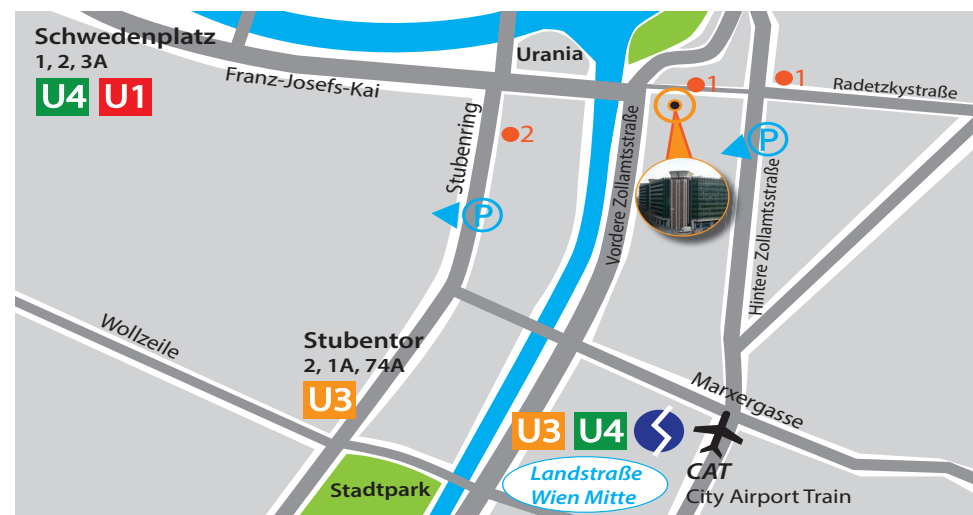 Schwedenplatz
1, 2, 3A
U4 U1
Franz-Josefs-Kai
Urania
1
1
Radetzkystraße
2
Stubenring
P
P
Vordere Zollamtsstraße
Hintere Zollamtsstraße
Wollzeile
Stubentor
2, 1A, 74A
U3
Marxergasse
U3 U4
Landstraße
Wien Mitte
CAT
City Airport Train
Stadtpark